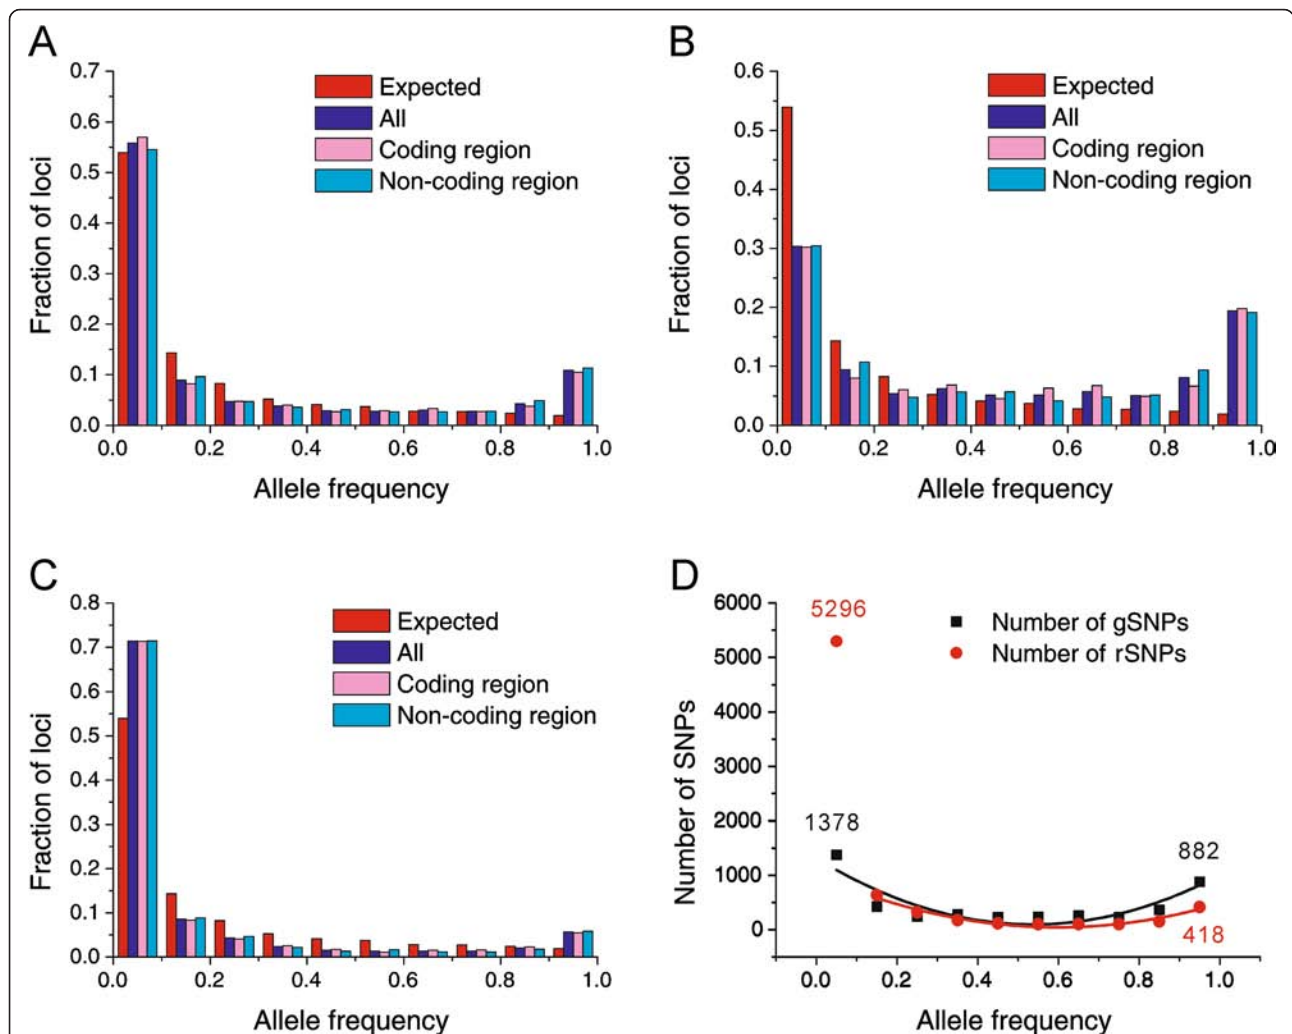 A
0.7
0.6
0.5
0.4
0.3
0.2
0.1
0.0
Fraction of loci
Expected
All
Coding region
Non-coding region
0.0 0.2 0.4 0.6 0.8 1.0
Allele frequency
B
0.6
0.5
0.4
0.3
0.2
0.1
0.0
Fraction of loci
Expected
All
Coding region
Non-coding region
0.0 0.2 0.4 0.6 0.8 1.0
Allele frequency
C
0.8
0.7
0.6
0.5
0.4
0.3
0.2
0.1
0.0
Fraction of loci
Expected
All
Coding region
Non-coding region
0.0 0.2 0.4 0.6 0.8 1.0
Allele frequency
D
6000
5000
4000
3000
2000
1000
0
Number of SNPs
5296
Number of gSNPs
Number of rSNPs
1378
882
418
0.0 0.2 0.4 0.6 0.8 1.0
Allele frequency